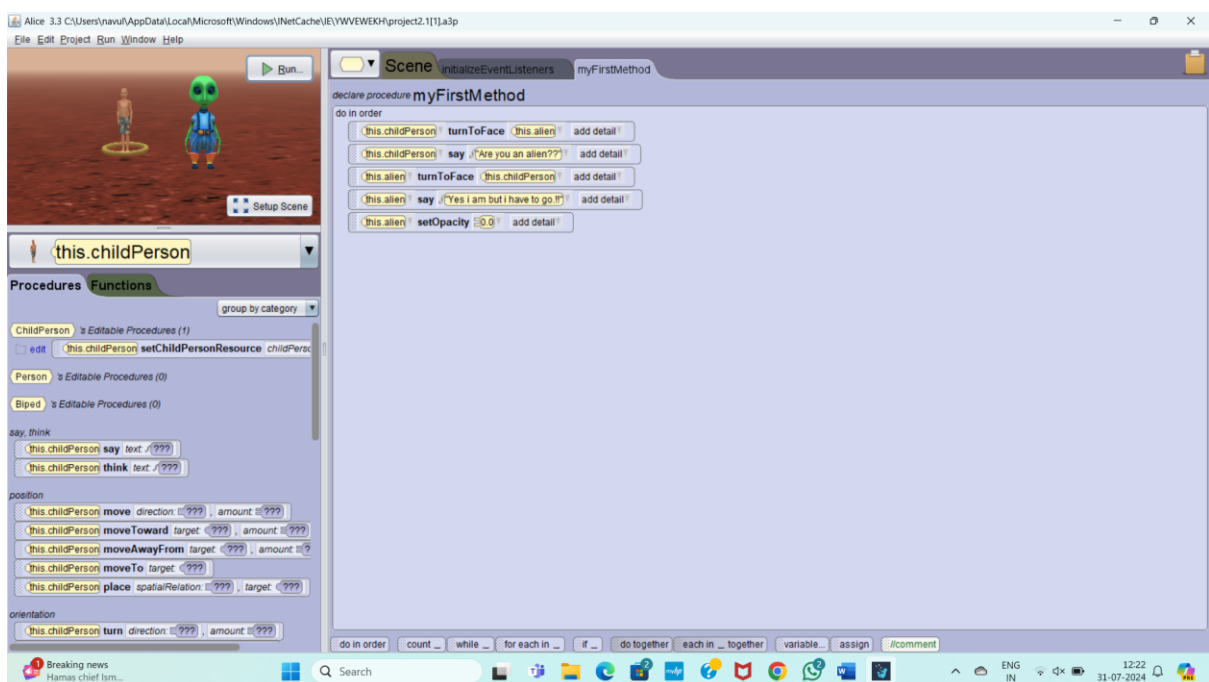 Alice 3.3 C:\Users\navul\AppData\Local\Microsoft\Windows\INetCache\IE\YWVEWEKH\project2.1[1].a3p
File Edit Project Run Window Help
Run...
Setup Scene
this.childPerson
Procedures Functions
group by category
ChildPerson 's Editable Procedures (1)
edit this.childPerson setChildPersonResource childPerso
Person 's Editable Procedures (0)
Biped 's Editable Procedures (0)
say, think
this.childPerson say text: ???
this.childPerson think text: ???
position
this.childPerson move direction: ??? , amount: ???
this.childPerson moveToward target: ??? , amount: ???
this.childPerson moveAwayFrom target: ??? , amount: ?
this.childPerson moveTo target: ???
this.childPerson place spatialRelation: ??? , target: ???
orientation
this.childPerson turn direction: ??? , amount: ???
Scene initializeEventListeners myFirstMethod
declare procedure myFirstMethod
do in order
this.childPerson turnToFace this.alien add detail
this.childPerson say "Are you an alien??" add detail
this.alien turnToFace this.childPerson add detail
this.alien say "Yes i am but i have to go.!!" add detail
this.alien setOpacity 0.0 add detail
do in order count _ while _ for each in _ if _ do together each in _ together variable... assign //comment
1 Breaking news
Hamas chief Ism...
Search
ENG
IN
12:22
31-07-2024